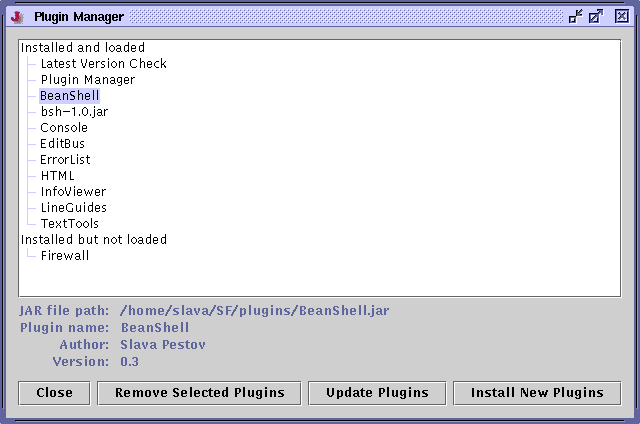 Plugin Manager
Installed and loaded
Latest Version Check
Plugin Manager
BeanShell
bsh-1.0.jar
Console
EditBus
ErrorList
HTML
InfoViewer
LineGuides
TextTools
Installed but not loaded
Firewall
JAR file path: /home/slava/SF/plugins/BeanShell.jar
Plugin name: BeanShell
Author: Slava Pestov
Version: 0.3
Close Remove Selected Plugins Update Plugins Install New Plugins